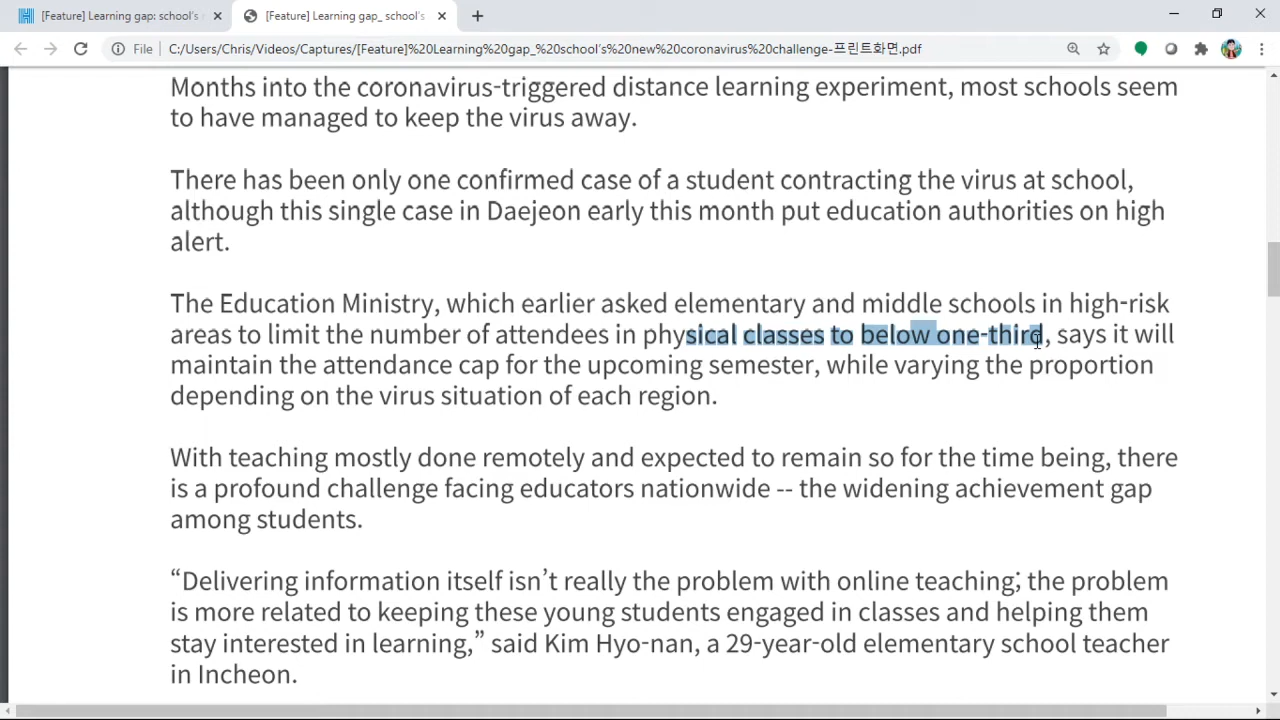 [Feature] Learning gap: school's
[Feature] Learning gap_ school's
File
C:/Users/Chris/Videos/Captures/[Feature]%20Learning%20gap_%20school's%20new%20coronavirus%20challenge-프린트화면.pdf
Months into the coronavirus-triggered distance learning experiment, most schools seem
to have managed to keep the virus away.
There has been only one confirmed case of a student contracting the virus at school,
although this single case in Daejeon early this month put education authorities on high
alert.
The Education Ministry, which earlier asked elementary and middle schools in high-risk
areas to limit the number of attendees in physical classes to below one-third, says it will
maintain the attendance cap for the upcoming semester, while varying the proportion
depending on the virus situation of each region.
With teaching mostly done remotely and expected to remain so for the time being, there
is a profound challenge facing educators nationwide -- the widening achievement gap
among students.
“Delivering information itself isn’t really the problem with online teaching; the problem
is more related to keeping these young students engaged in classes and helping them
stay interested in learning,” said Kim Hyo-nan, a 29-year-old elementary school teacher
in Incheon.